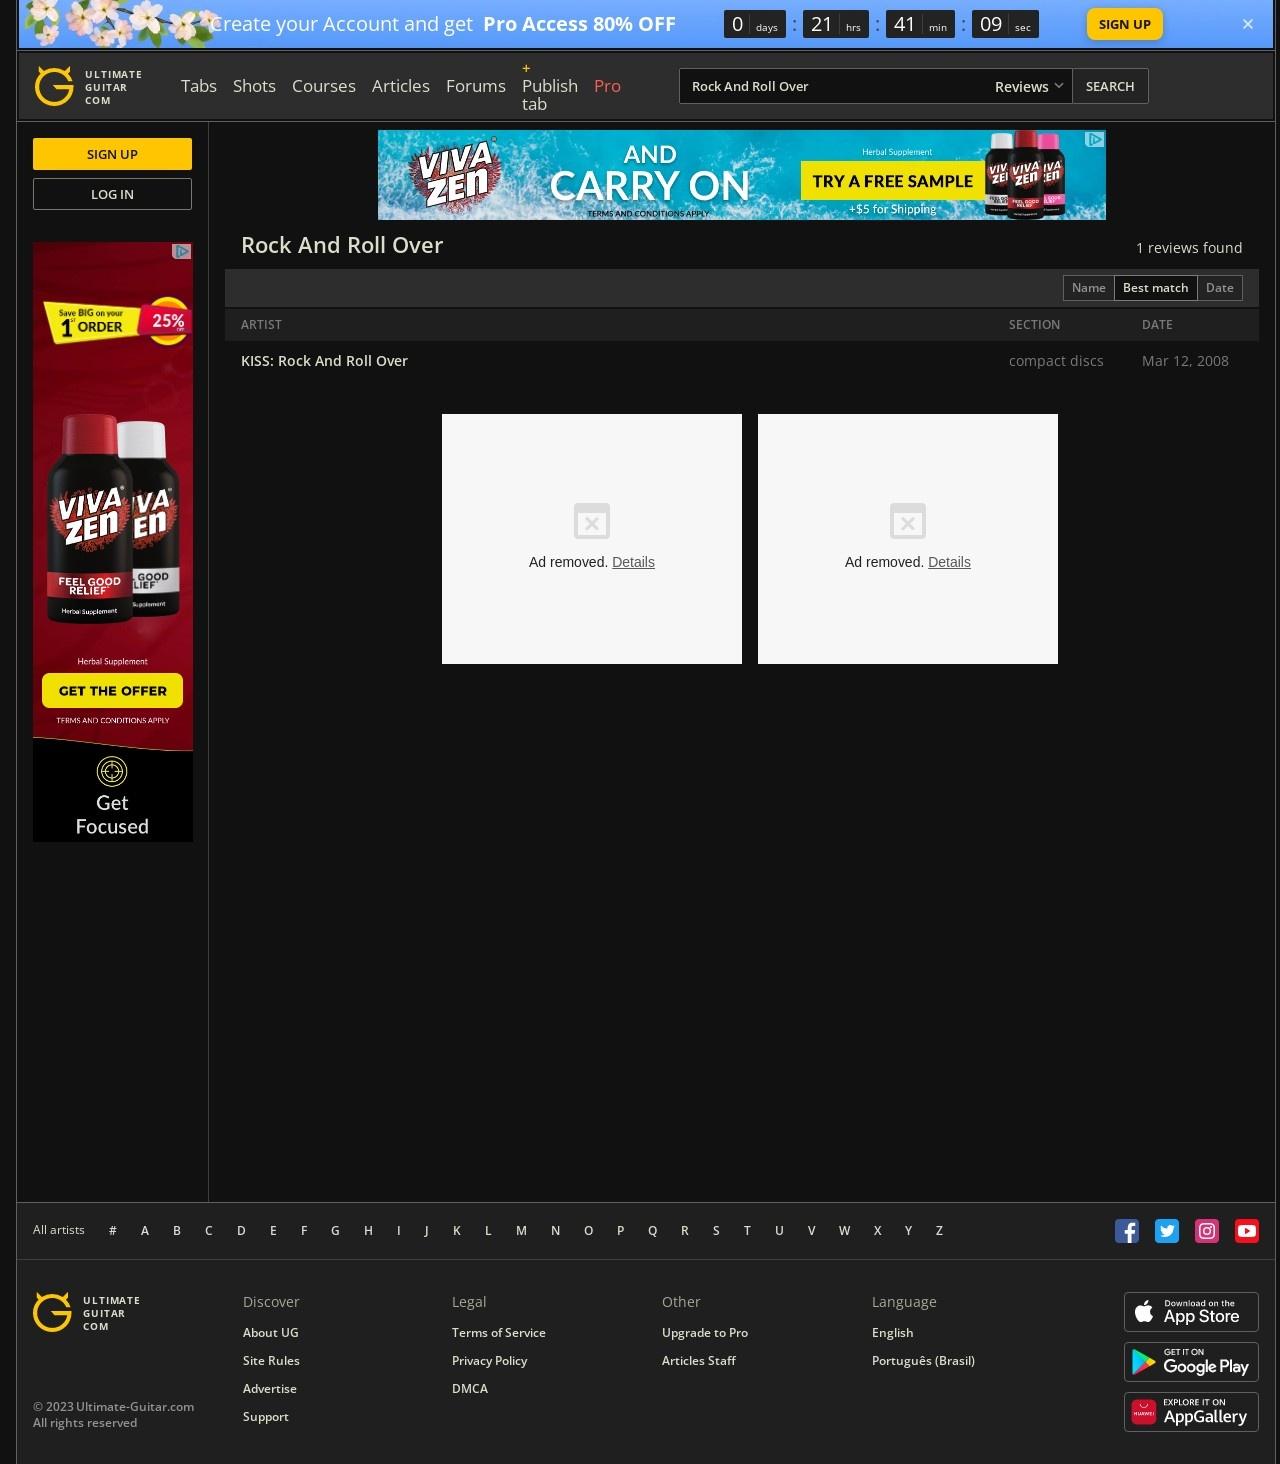 Create your Account and get Pro Access 80% OFF
0 days : 21 hrs : 41 min : 09 sec
SIGN UP
ULTIMATE
GUITAR
COM
Tabs
Shots
Courses
Articles
Forums
+
Publish
tab
Pro
Rock And Roll Over
Reviews
SEARCH
SIGN UP
LOG IN
VIVA
ZEN
AND
CARRY ON
TERMS AND CONDITIONS APPLY
Herbal Supplement
TRY A FREE SAMPLE
+$5 for Shipping
Save BIG on your
1st ORDER
25%
VIVA
ZEN
FEEL GOOD
RELIEF
Herbal Supplement
Herbal Supplement
GET THE OFFER
TERMS AND CONDITIONS APPLY
Get
Focused
Rock And Roll Over
1 reviews found
Name
Best match
Date
ARTIST
SECTION
DATE
KISS: Rock And Roll Over
compact discs
Mar 12, 2008
Ad removed. Details
Ad removed. Details
All artists # A B C D E F G H I J K L M N O P Q R S T U V W X Y Z
ULTIMATE
GUITAR
COM
© 2023 Ultimate-Guitar.com
All rights reserved
Discover
About UG
Site Rules
Advertise
Support
Legal
Terms of Service
Privacy Policy
DMCA
Other
Upgrade to Pro
Articles Staff
Language
English
Português (Brasil)
Download on the
App Store
GET IT ON
Google Play
HUAWEI
EXPLORE IT ON
AppGallery